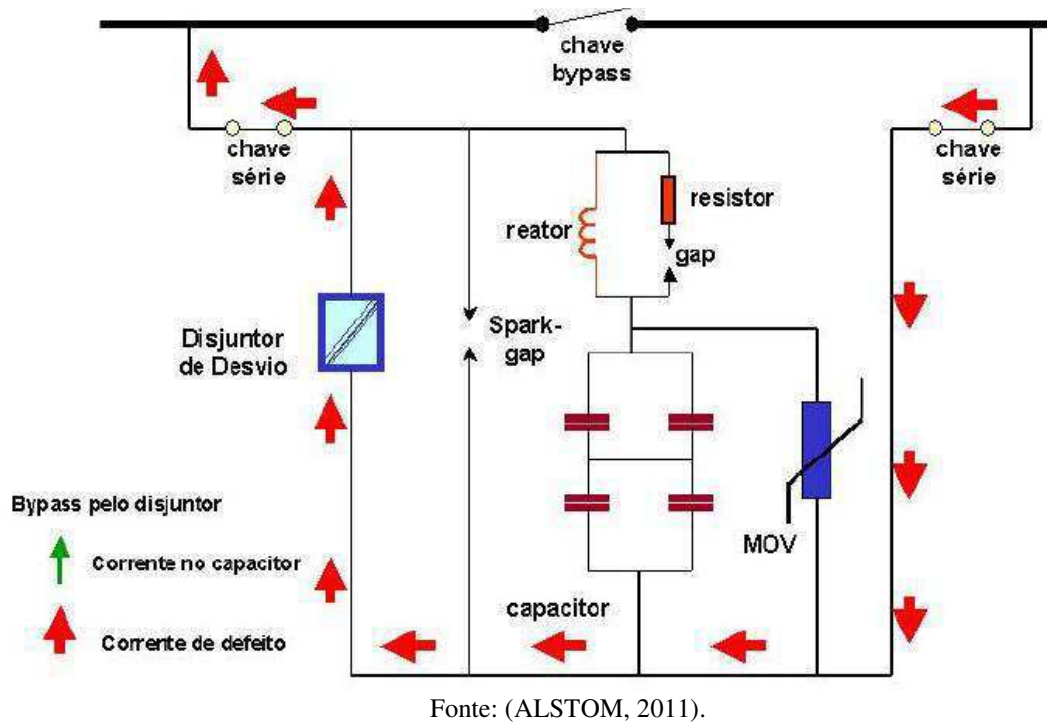 chave
bypass
chave
série
chave
série
resistor
reator
gap
Disjuntor
de Desvio
Spark-
gap
MOV
Bypass pelo disjuntor
Corrente no capacitor
capacitor
Corrente de defeito
Fonte: (ALSTOM, 2011).